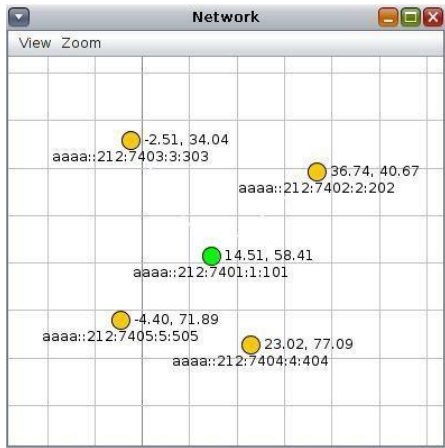 Network
View Zoom
-2.51, 34.04
aaaa::212:7403:3:303
36.74, 40.67
aaaa::212:7402:2:202
14.51, 58.41
aaaa::212:7401:1:101
-4.40, 71.89
aaaa::212:7405:5:505
23.02, 77.09
aaaa::212:7404:4:404